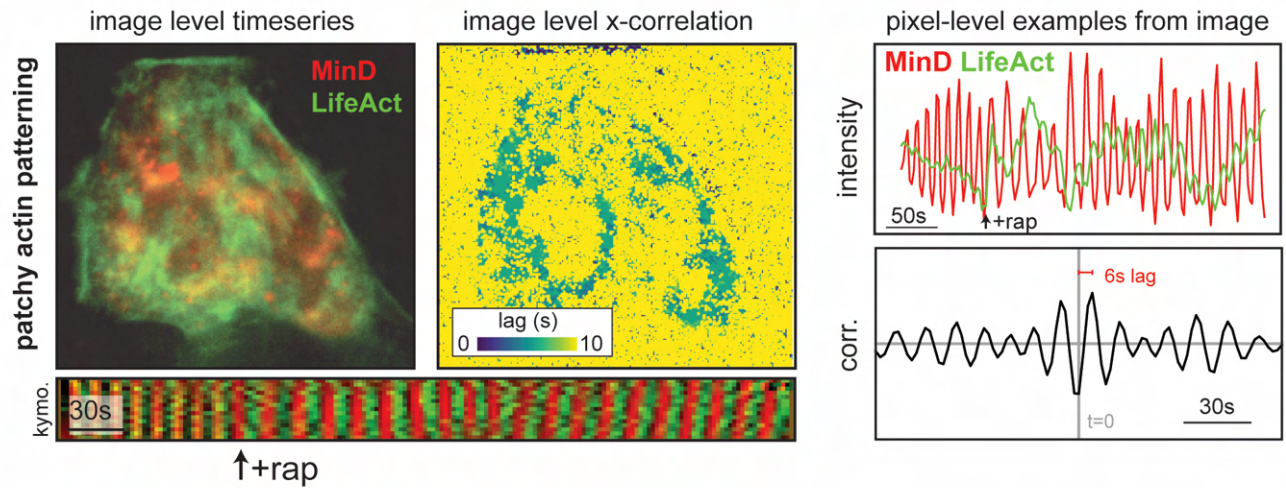 image level timeseries
image level x-correlation
pixel-level examples from image
patchy actin patterning
MinD
LifeAct
lag (s)
0
10
MinD LifeAct
intensity
50s
+rap
6s lag
corr.
t=0
30s
kymo.
30s
+rap